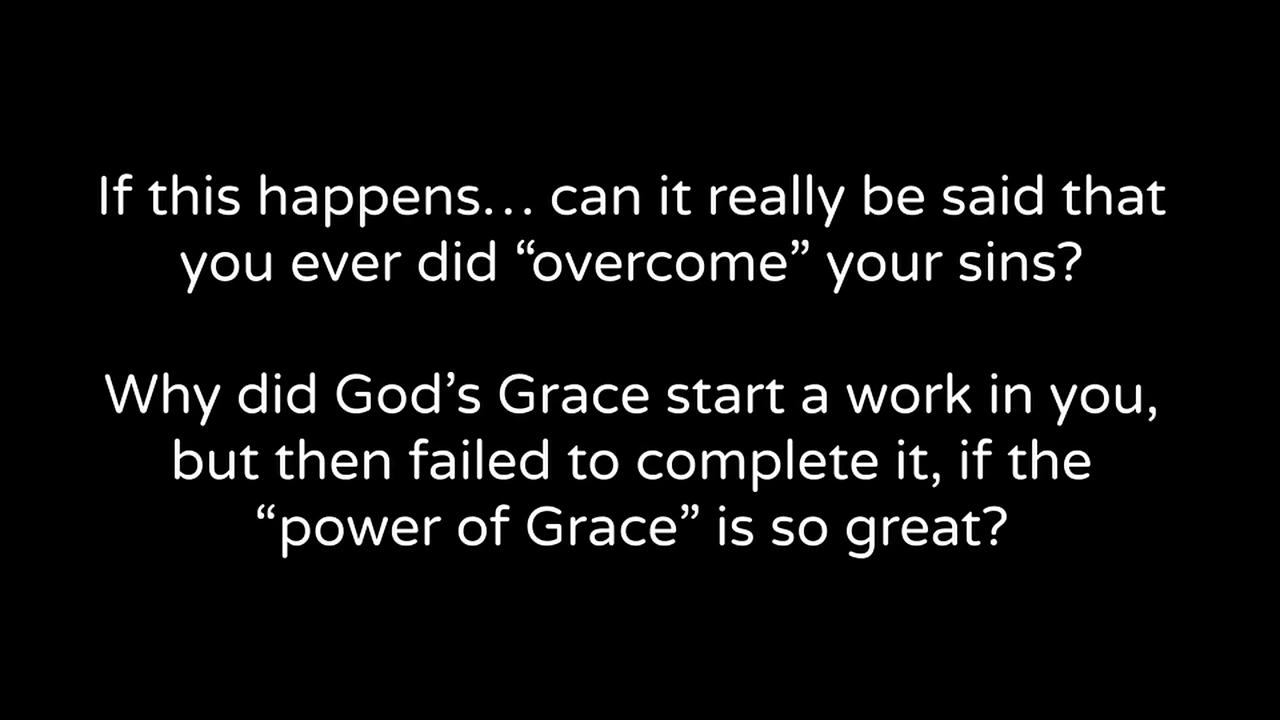 If this happens… can it really be said that
you ever did “overcome” your sins?
Why did God’s Grace start a work in you,
but then failed to complete it, if the
“power of Grace” is so great?